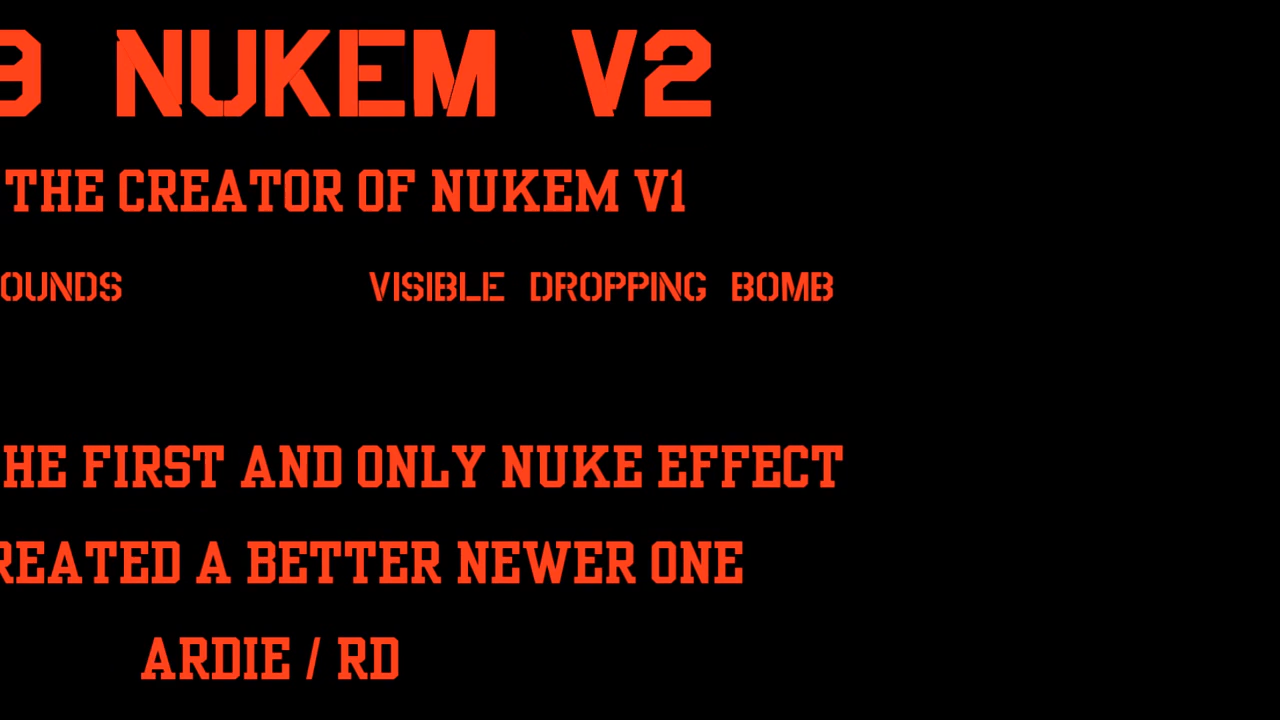 NUKEM V2
THE CREATOR OF NUKEM V1
OUNDS VISIBLE DROPPING BOMB
HE FIRST AND ONLY NUKE EFFECT
REATED A BETTER NEWER ONE
ARDIE / RD